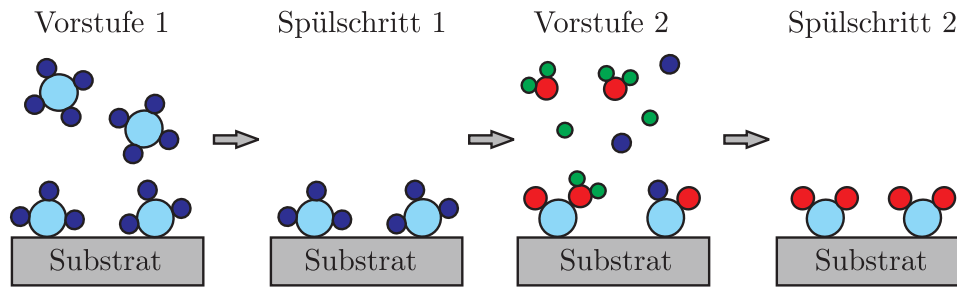 Vorstufe 1
Spülschritt 1
Vorstufe 2
Spülschritt 2
Substrat
Substrat
Substrat
Substrat